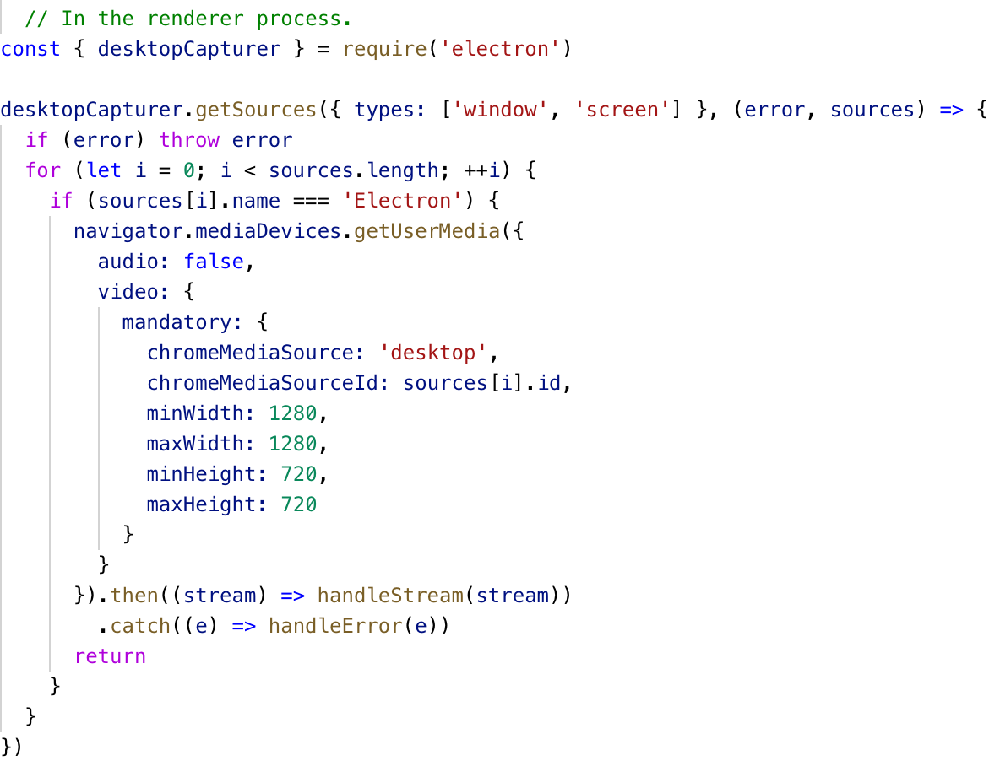 // In the renderer process.
const { desktopCapturer } = require('electron')

desktopCapturer.getSources({ types: ['window', 'screen'] }, (error, sources) => {
  if (error) throw error
  for (let i = 0; i < sources.length; ++i) {
    if (sources[i].name === 'Electron') {
      navigator.mediaDevices.getUserMedia({
        audio: false,
        video: {
          mandatory: {
            chromeMediaSource: 'desktop',
            chromeMediaSourceId: sources[i].id,
            minWidth: 1280,
            maxWidth: 1280,
            minHeight: 720,
            maxHeight: 720
          }
        }
      }).then((stream) => handleStream(stream))
        .catch((e) => handleError(e))
      return
    }
  }
})